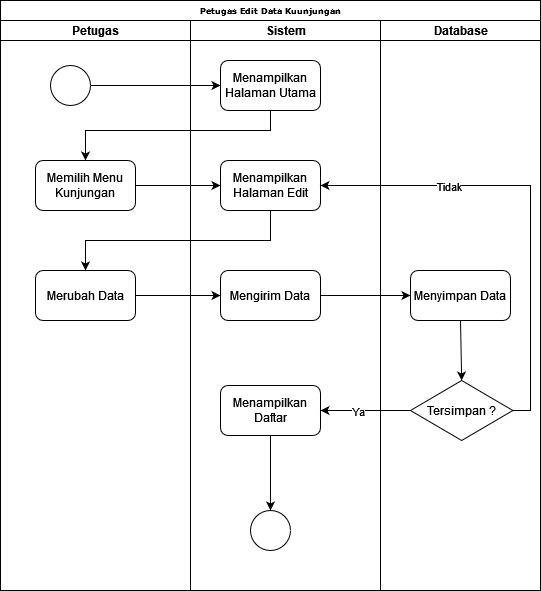 Petugas Edit Data Kuunjungan
Petugas
Sistem
Database
Menampilkan
Halaman Utama
Memilih Menu
Kunjungan
Menampilkan
Halaman Edit
Tidak
Merubah Data
Mengirim Data
Menyimpan Data
Menampilkan
Daftar
Ya
Tersimpan ?